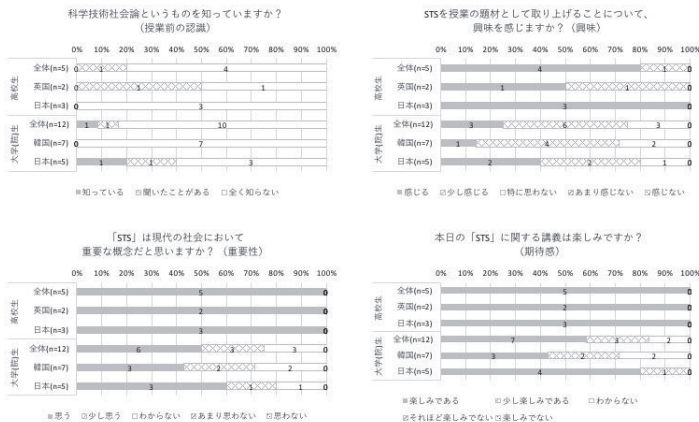 科学技術社会論というものを知っていますか？
（授業前の認識）
0% 10% 20% 30% 40% 50% 60% 70% 80% 90% 100%
高校生
全体(n=5) 0 1 4
英国(n=2) 0 1 1
日本(n=3) 0 3
大学(院)生
全体(n=12) 1 1 10
韓国(n=7) 0 7
日本(n=5) 1 1 3
知っている 聞いたことがある 全く知らない
STSを授業の題材として取り上げることについて、
興味を感じますか？（興味）
0% 10% 20% 30% 40% 50% 60% 70% 80% 90% 100%
高校生
全体(n=5) 4 1 0
英国(n=2) 1 1 0
日本(n=3) 3 0
大学(院)生
全体(n=12) 3 6 3 0
韓国(n=7) 1 4 2 0
日本(n=5) 2 2 1 0
感じる 少し感じる 特に思わない あまり感じない 感じない
「STS」は現代の社会において
重要な概念だと思いますか？（重要性）
0% 10% 20% 30% 40% 50% 60% 70% 80% 90% 100%
高校生
全体(n=5) 5 0
英国(n=2) 2 0
日本(n=3) 3 0
大学(院)生
全体(n=12) 6 3 3 0
韓国(n=7) 3 2 2 0
日本(n=5) 3 1 1 0
思う 少し思う わからない あまり思わない 思わない
本日の「STS」に関する講義は楽しみですか？
（期待感）
0% 10% 20% 30% 40% 50% 60% 70% 80% 90% 100%
高校生
全体(n=5) 5 0
英国(n=2) 2 0
日本(n=3) 3 0
大学(院)生
全体(n=12) 7 3 2 0
韓国(n=7) 3 2 2 0
日本(n=5) 4 1 0
楽しみである 少し楽しみである わからない
それほど楽しみでない 楽しみでない